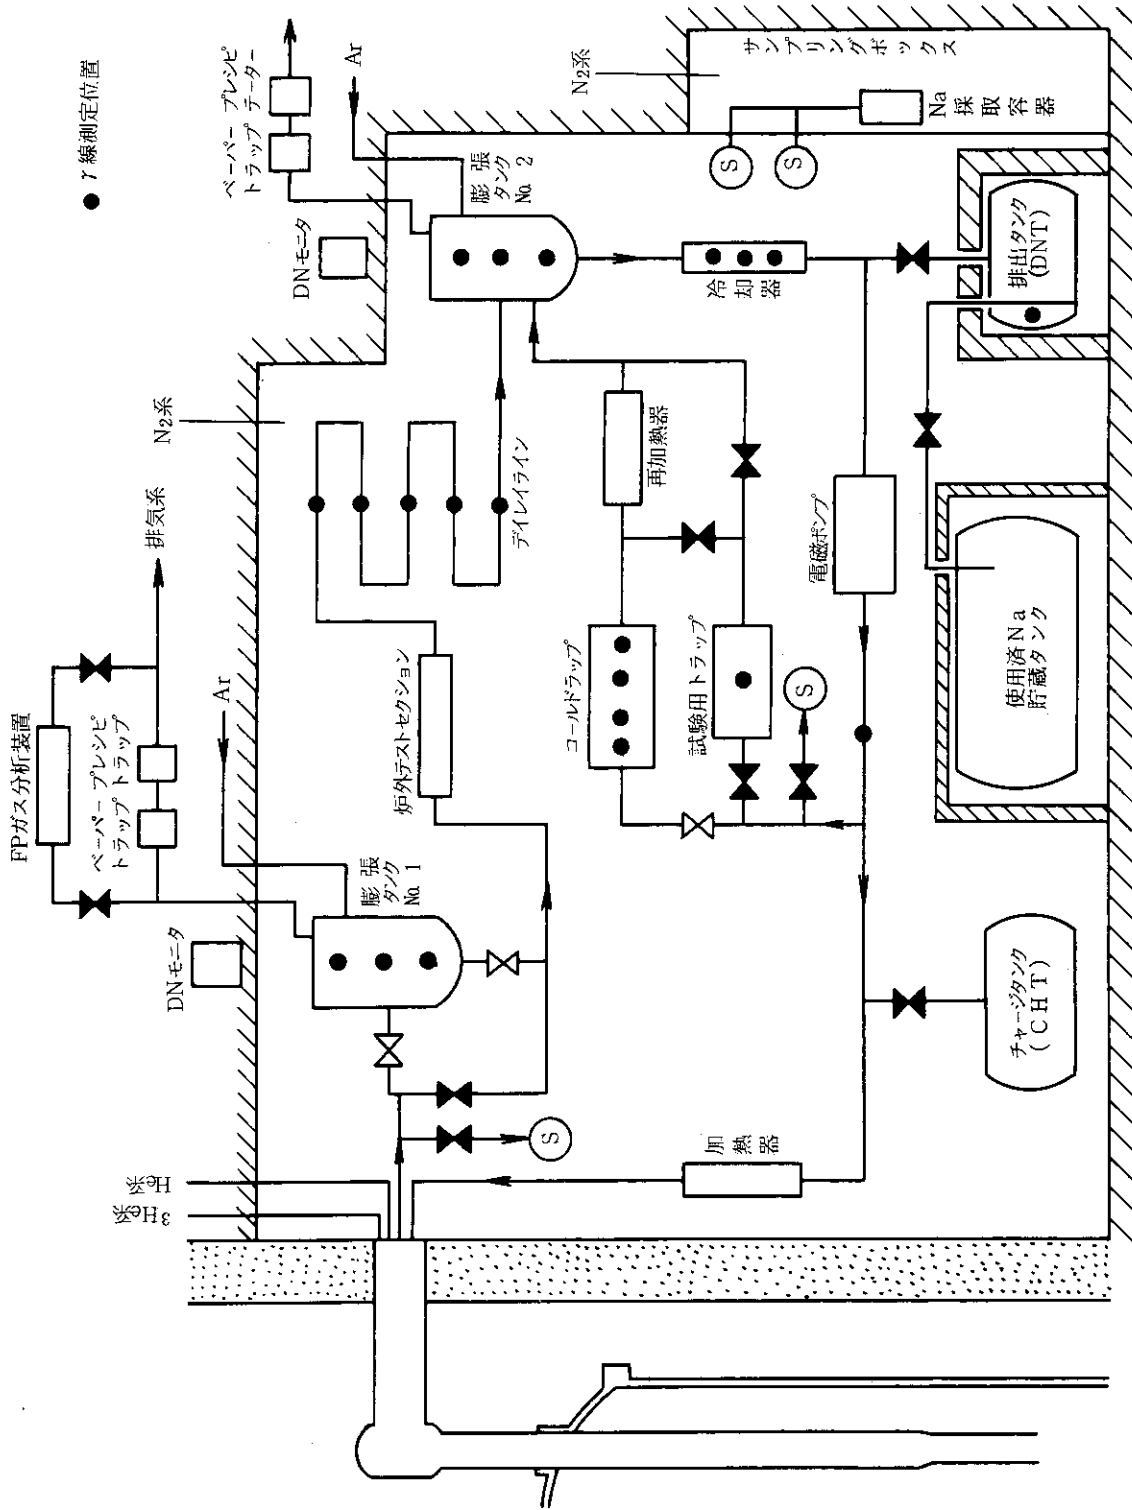 ● γ線測定位置
ベーパー
トラップ
プレシピ
テーター
Ar
DNモニタ
膨張
タンク
No. 2
N₂系
サンプリングボックス
Na
採取容器
S
S
冷却器
排出タンク
(DNT)
N₂系
デイレイライン
再加熱器
電磁ポンプ
使用済Na
貯蔵タンク
排気系
FPガス分析装置
ベーパー
トラップ
プレシピ
トラップ
Ar
炉外テストセクション
コールドラップ
試験用トラップ
S
DNモニタ
膨張
タンク
No. 1
チャージタンク
(CHT)
S
加熱器
He系
3He系